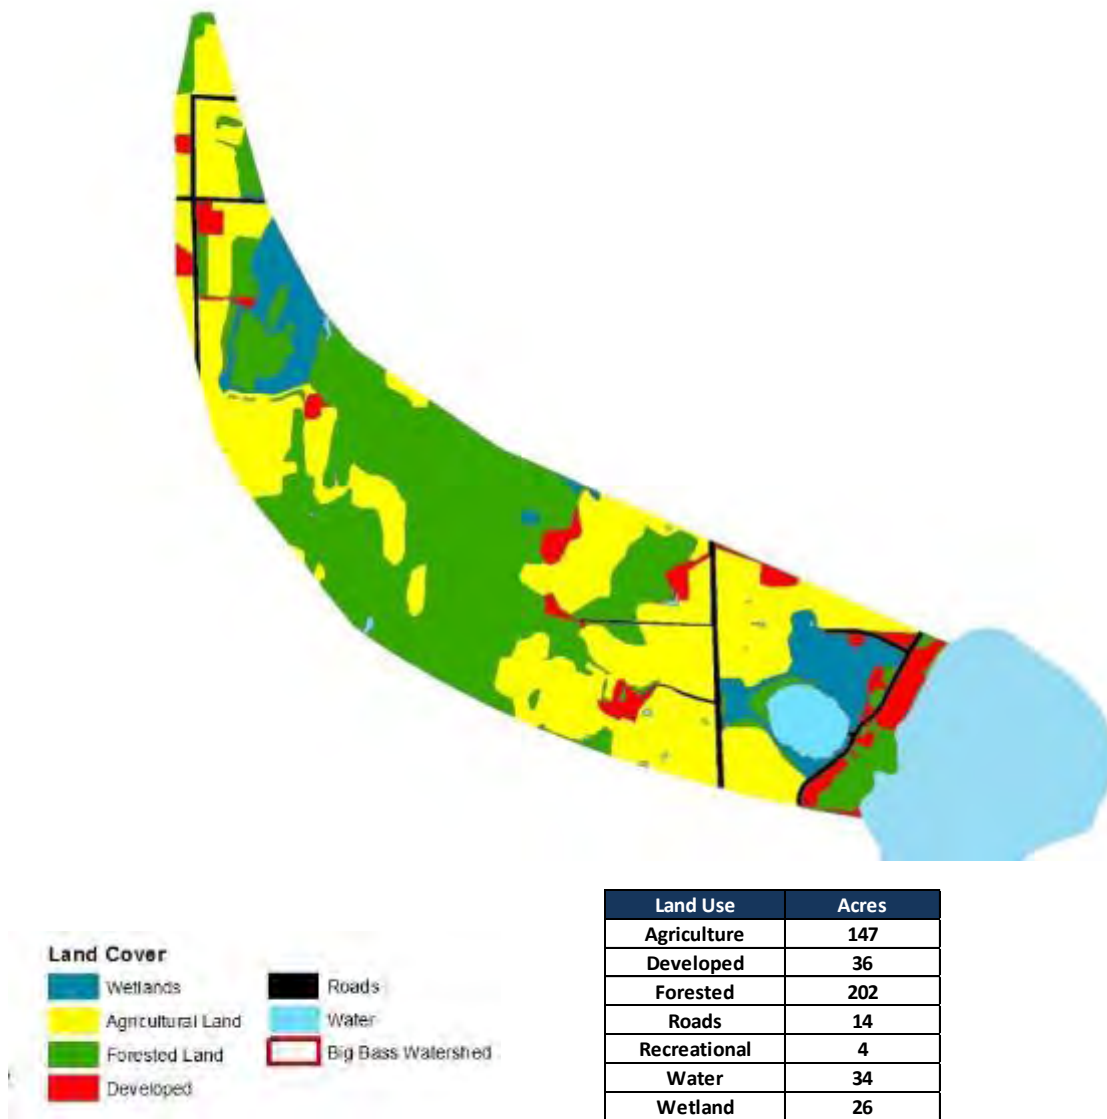 Land Cover
Wetlands
Agricultural Land
Forested Land
Developed
Roads
Water
Big Bass Watershed
Land Use Acres
Agriculture 147
Developed 36
Forested 202
Roads 14
Recreational 4
Water 34
Wetland 26